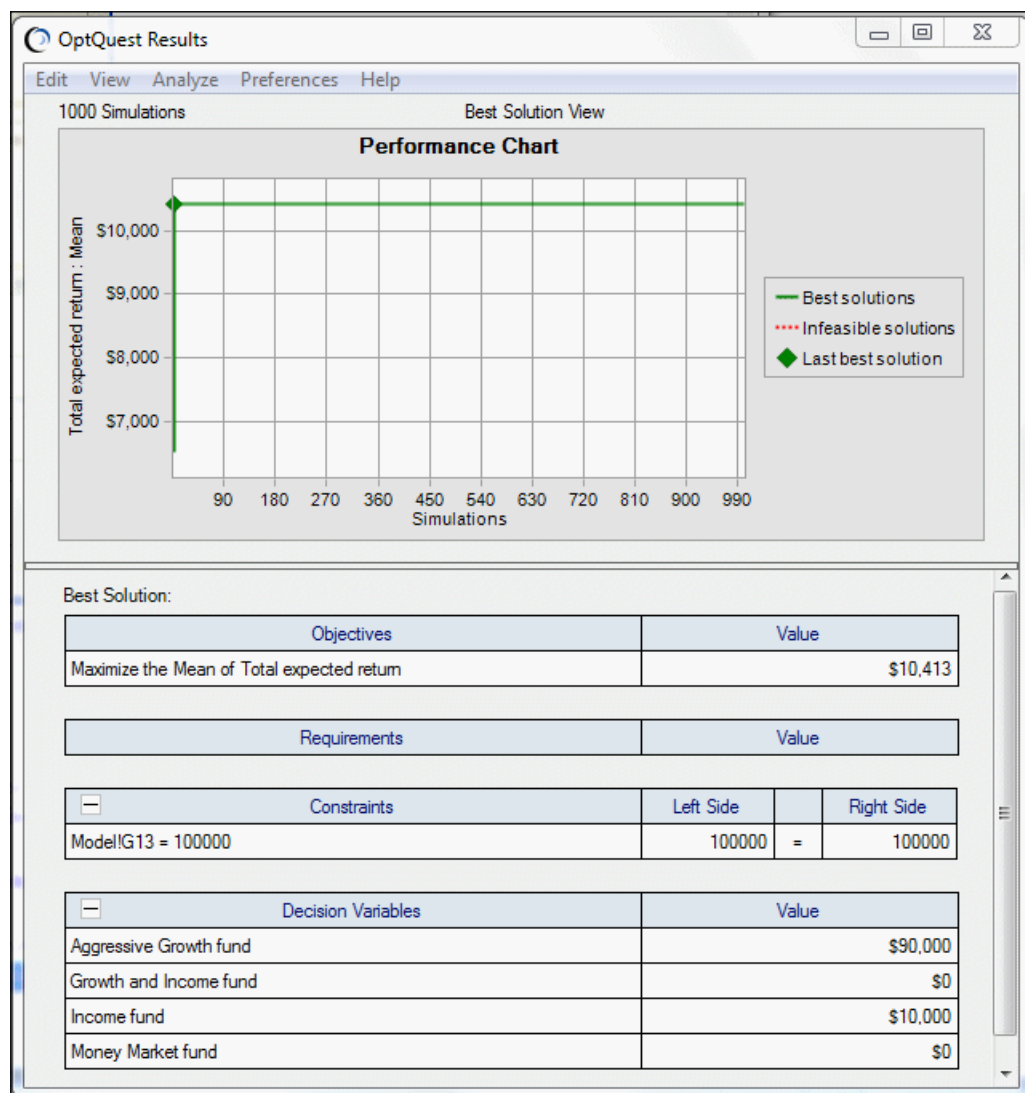 OptQuest Results
Edit View Analyze Preferences Help
1000 Simulations Best Solution View
Performance Chart
Total expected return : Mean
$10,000
$9,000
$8,000
$7,000
90 180 270 360 450 540 630 720 810 900 990
Simulations
Best solutions
Infeasible solutions
Last best solution
Best Solution:
Objectives Value
Maximize the Mean of Total expected return $10,413
Requirements Value
Constraints Left Side Right Side
Model!G13 = 100000 100000 = 100000
Decision Variables Value
Aggressive Growth fund $90,000
Growth and Income fund $0
Income fund $10,000
Money Market fund $0